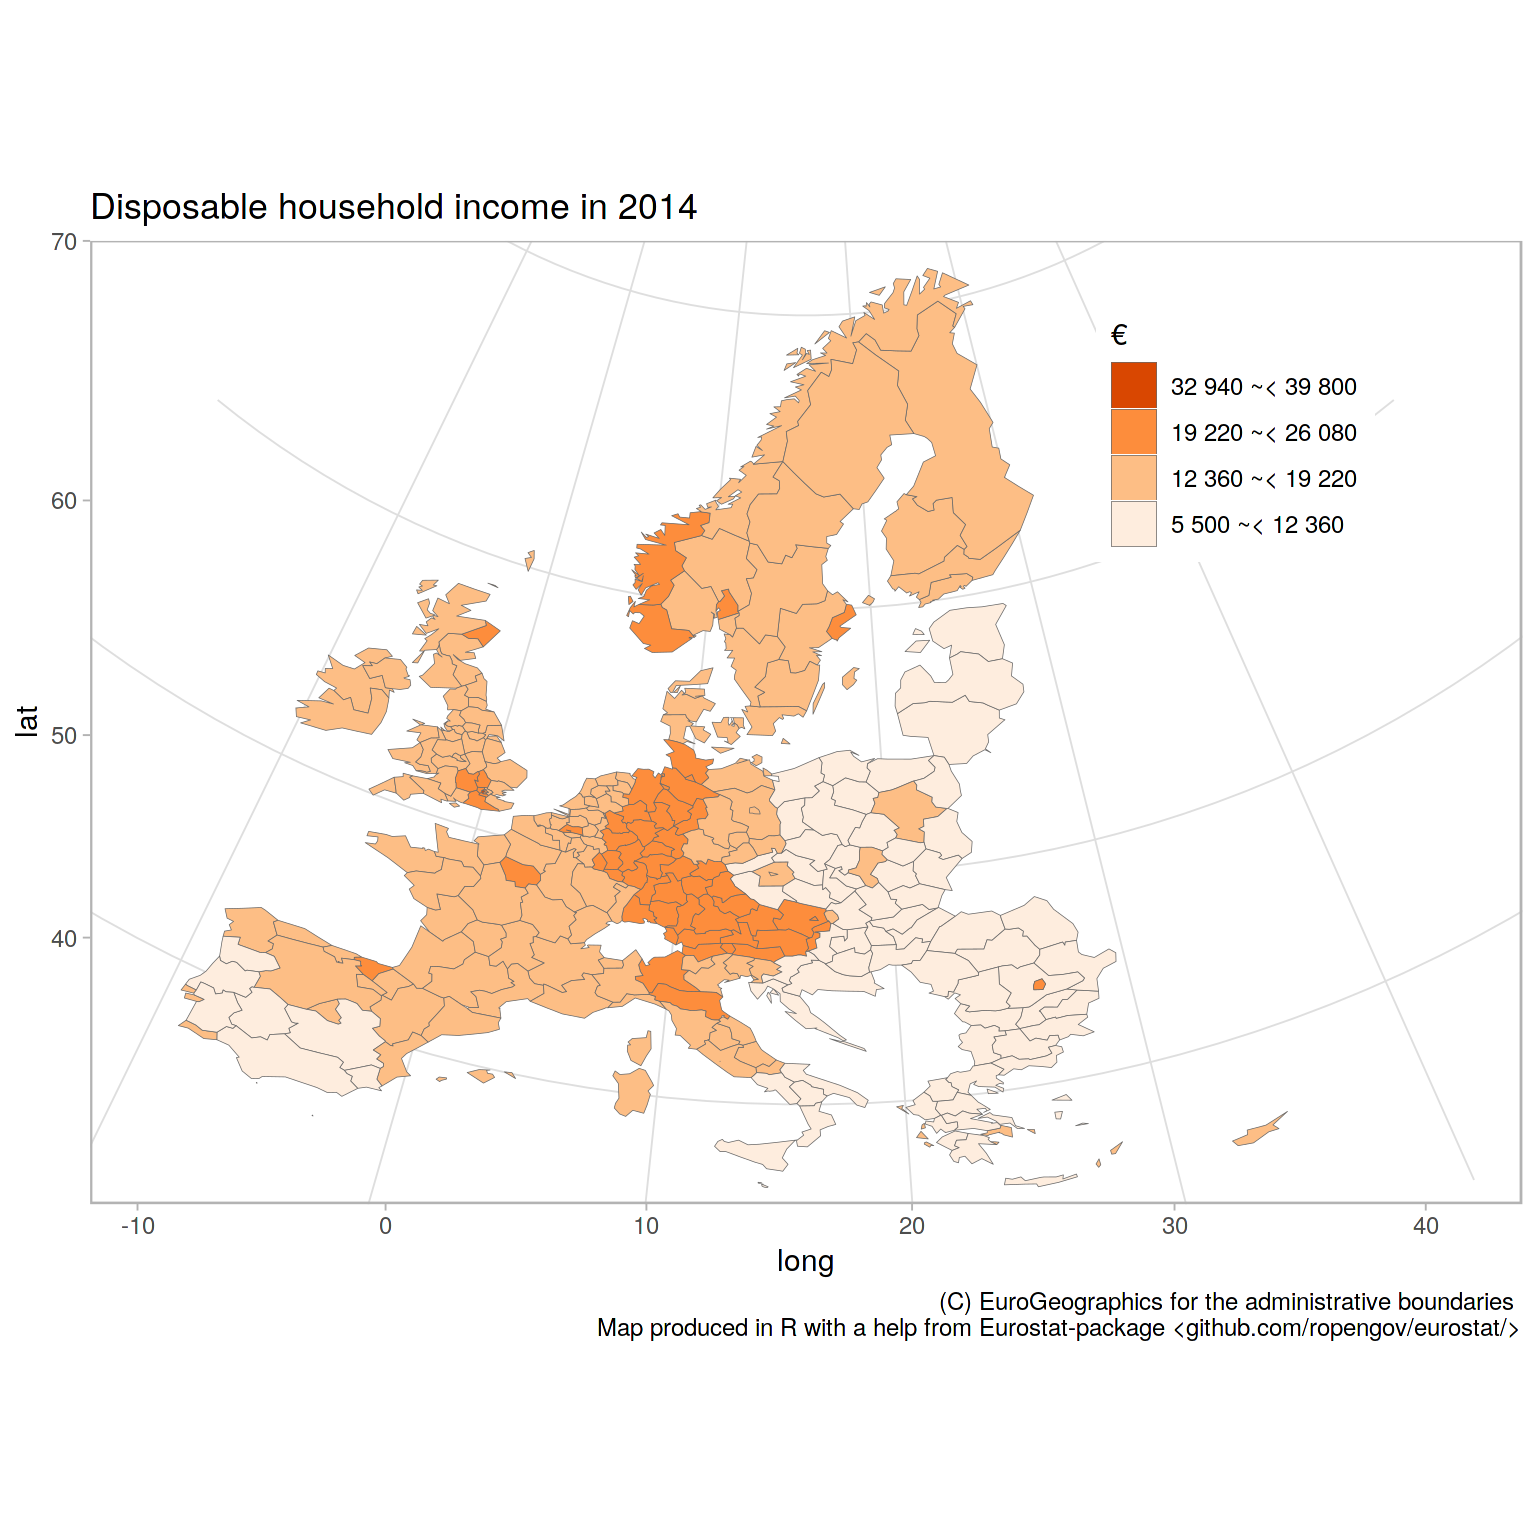 Disposable household income in 2014
70
60
50
40
lat
€
32 940 ~< 39 800
19 220 ~< 26 080
12 360 ~< 19 220
5 500 ~< 12 360
-10 0 10 20 30 40
long
(C) EuroGeographics for the administrative boundaries
Map produced in R with a help from Eurostat-package <github.com/ropengov/eurostat/>